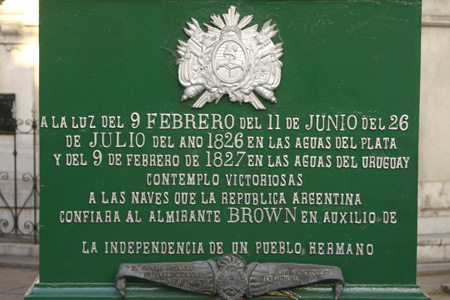 A LA LUZ DEL 9 FEBRERO DEL 11 DE JUNIO DEL 26
DE JULIO DEL AÑO 1826 EN LAS AGUAS DEL PLATA
Y DEL 9 DE FEBRERO DE 1827 EN LAS AGUAS DEL URUGUAY
CONTEMPLO VICTORIOSAS
A LAS NAVES QUE LA REPUBLICA ARGENTINA
CONFIARA AL ALMIRANTE BROWN EN AUXILIO DE
LA INDEPENDENCIA DE UN PUEBLO HERMANO